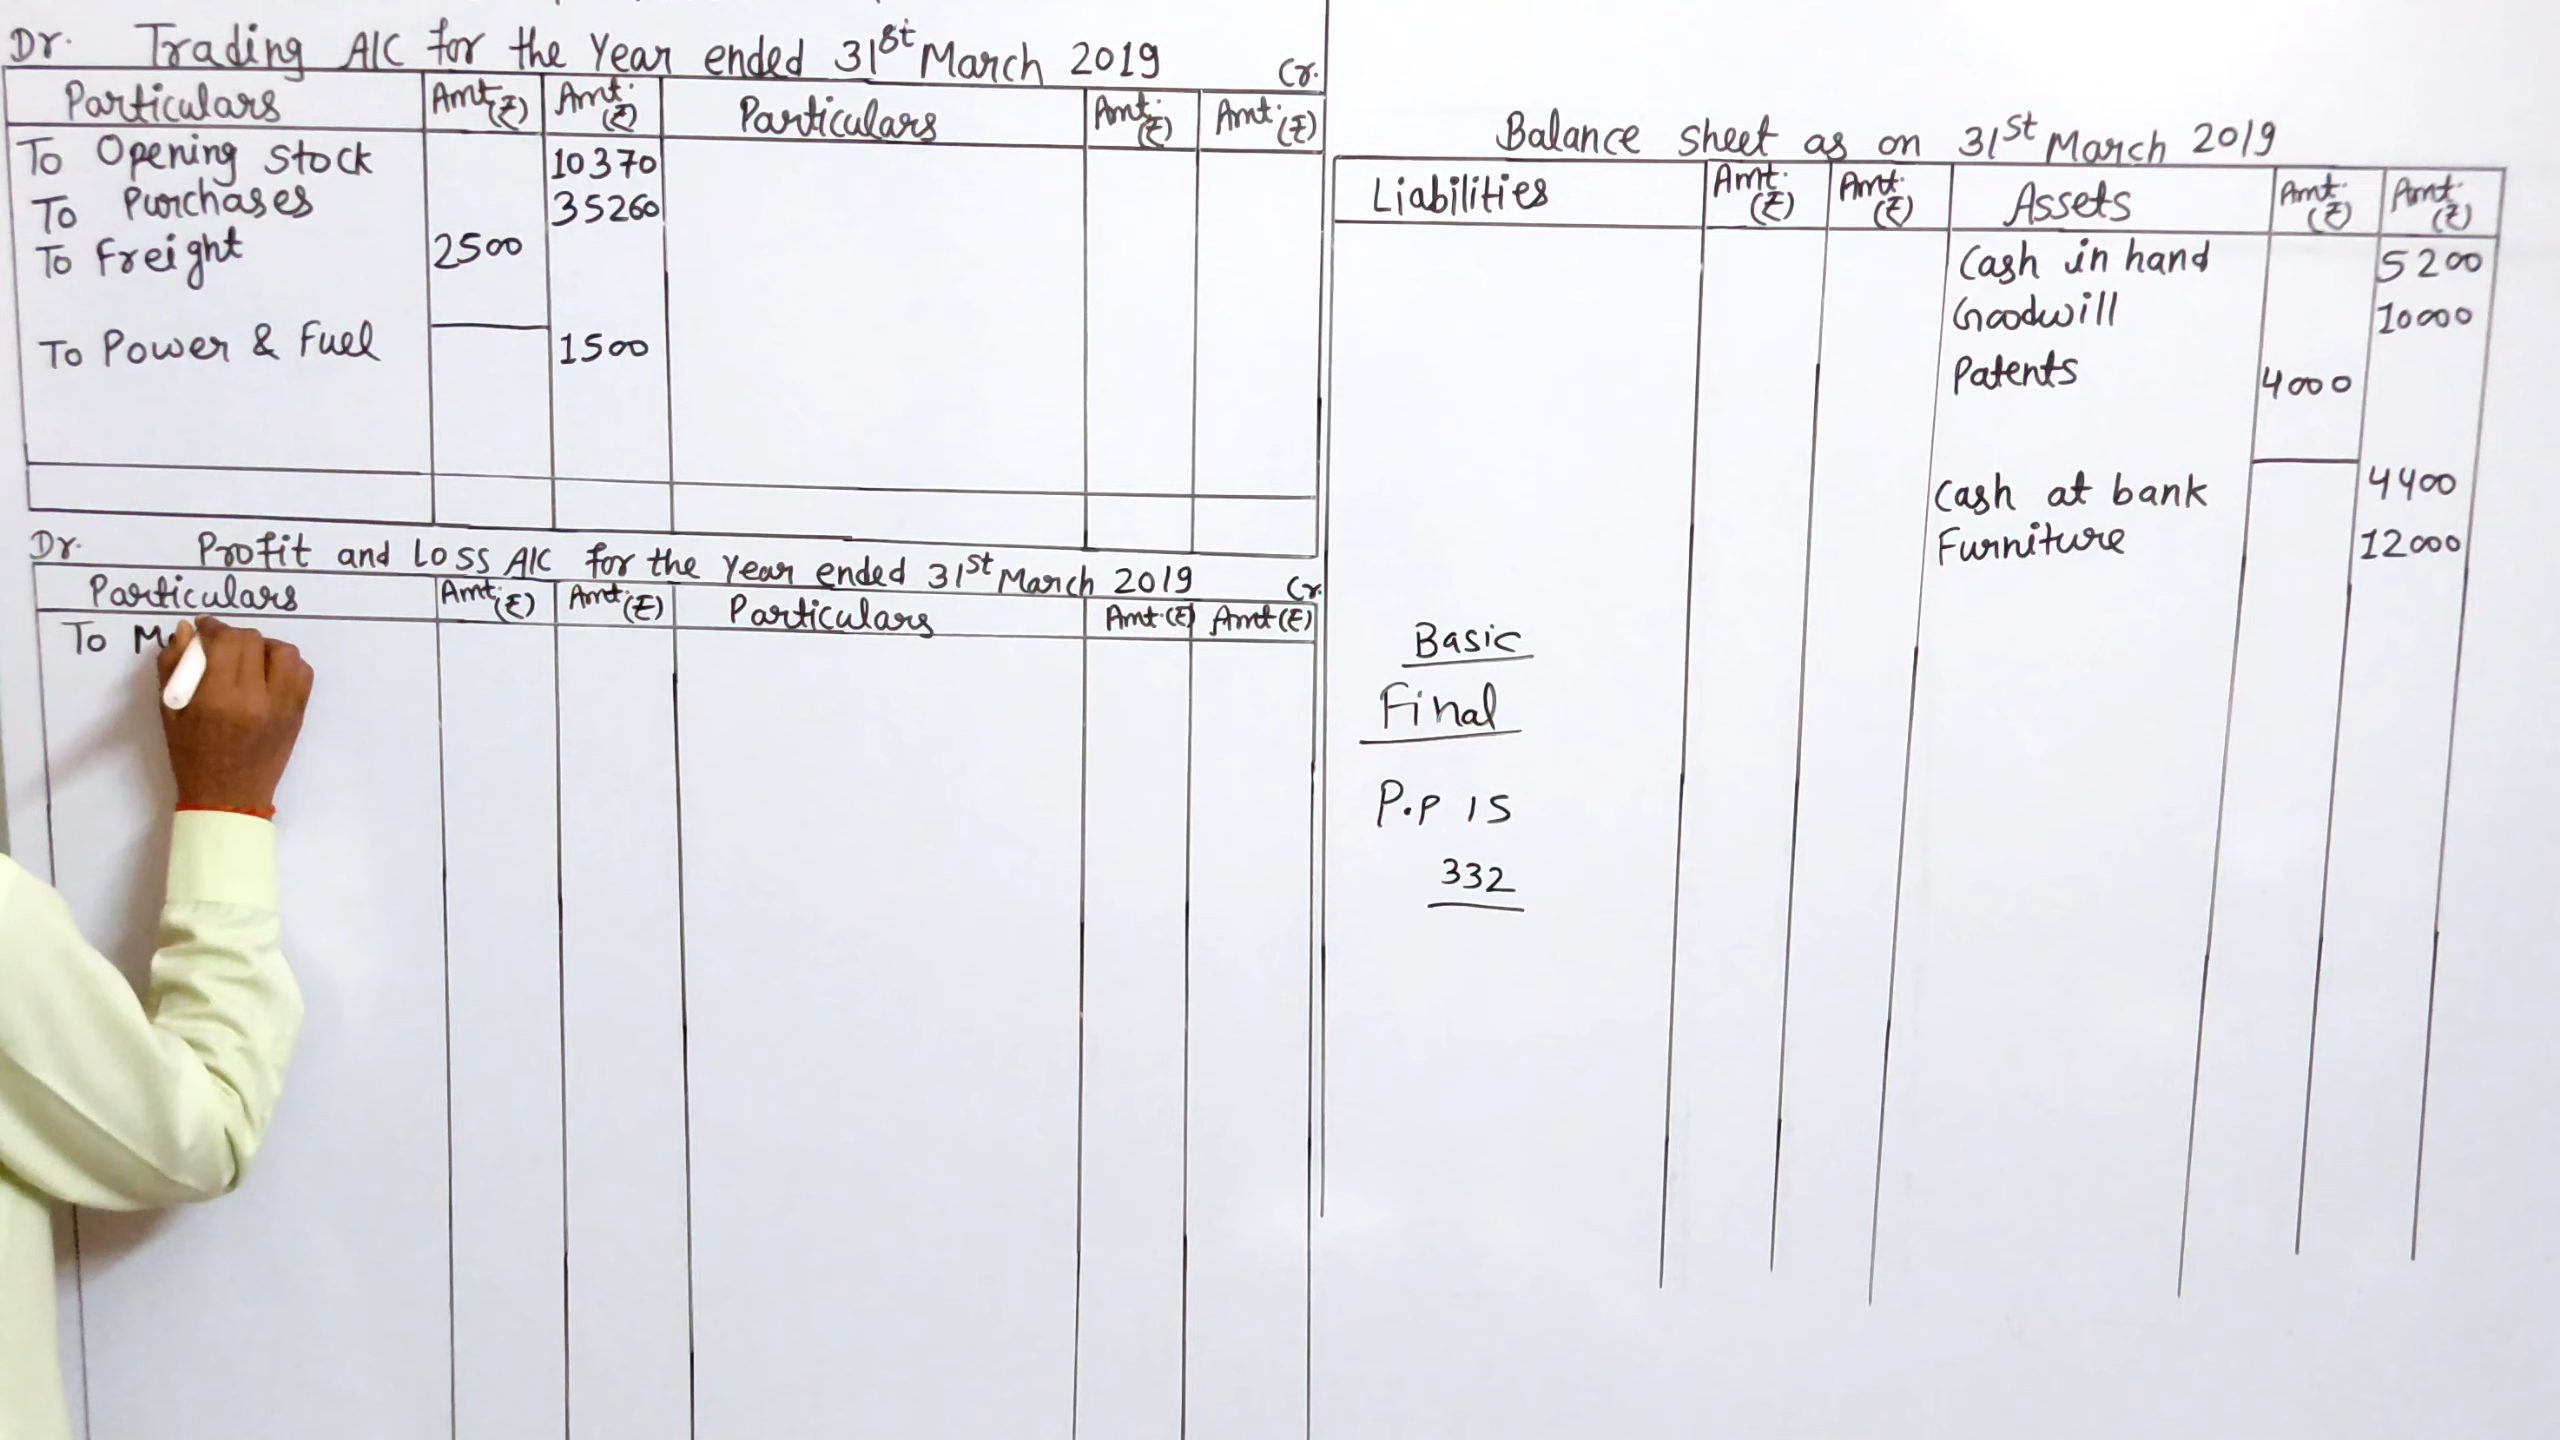 Dr. Trading A/C for the Year ended 31st March 2019 Cr.
Particulars Amt.(₹) Amt.(₹) Particulars Amt.(₹) Amt.(₹)
To Opening stock 10370
To Purchases 35260
To Freight 2500
To Power & Fuel 1500
Dr. Profit and Loss A/C for the Year ended 31st March 2019 Cr.
Particulars Amt.(₹) Amt.(₹) Particulars Amt.(₹) Amt(₹)
To
Balance sheet as on 31st March 2019
Liabilities Amt.(₹) Amt.(₹) Assets Amt.(₹) Amt.(₹)
Cash in hand 5200
Goodwill 10000
Patents 4000
Cash at bank 4400
Furniture 12000
Basic
Final
P.P 15
332